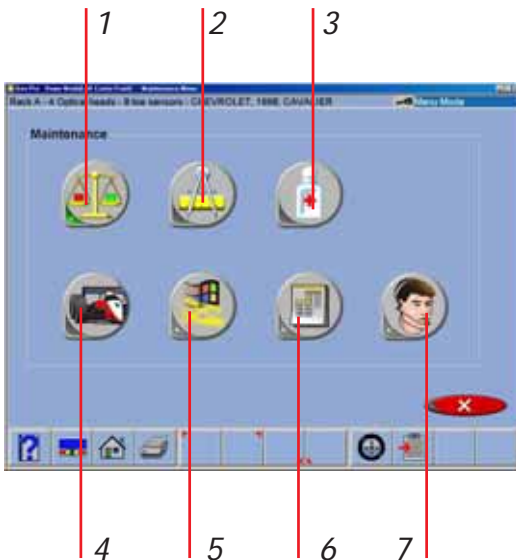 1 2 3
Rack A - 4 Optical heads - 8 toe sensors : CHEVROLET, 1998, CAVALIER Menu Mode
Maintenance
4 5 6 7